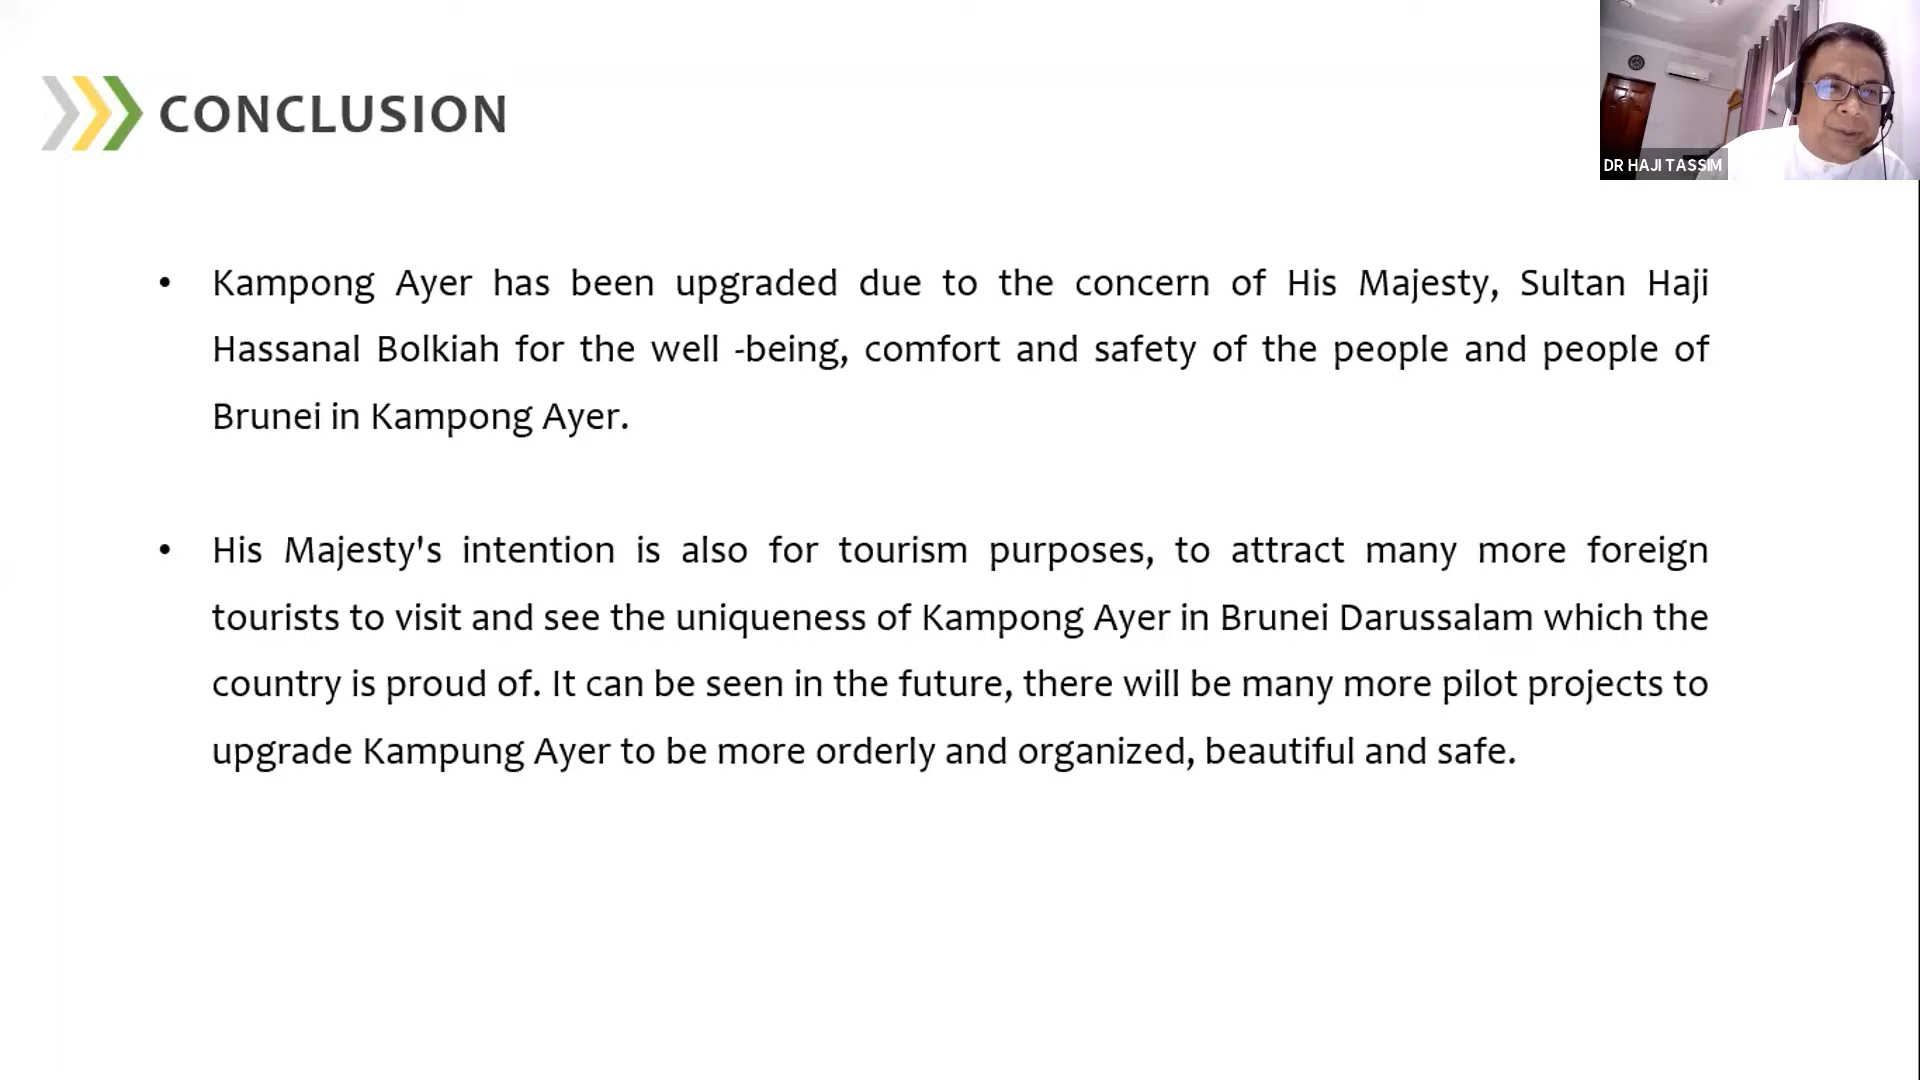 CONCLUSION
DR HAJI TASSIM
• Kampong Ayer has been upgraded due to the concern of His Majesty, Sultan Haji
Hassanal Bolkiah for the well -being, comfort and safety of the people and people of
Brunei in Kampong Ayer.
• His Majesty's intention is also for tourism purposes, to attract many more foreign
tourists to visit and see the uniqueness of Kampong Ayer in Brunei Darussalam which the
country is proud of. It can be seen in the future, there will be many more pilot projects to
upgrade Kampung Ayer to be more orderly and organized, beautiful and safe.